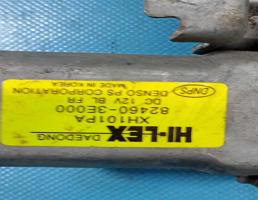 DAEDONG
HI-LEX
XH101PA
82460-3E000
DC 12V BL FR
DENSO PS CORPORATION
MADE IN KOREA
DNPS